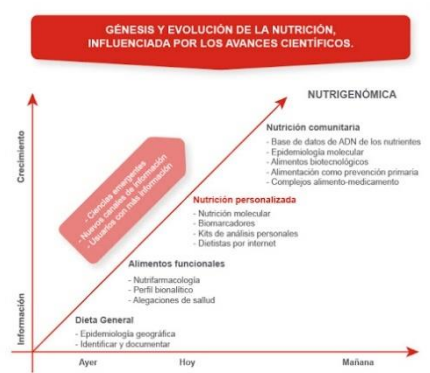 GÉNESIS Y EVOLUCIÓN DE LA NUTRICIÓN,
INFLUENCIADA POR LOS AVANCES CIENTÍFICOS.
NUTRIGENÓMICA
Nutrición comunitaria
- Base de datos de ADN de los nutrientes
- Epidemiología molecular
- Alimentos biotecnológicos
- Alimentación como prevención primaria
- Complejos alimento-medicamento
Crecimiento
- Ciencias emergentes
- Nuevos canales de información
- Usuarios con más información
Nutrición personalizada
- Nutrición molecular
- Biomarcadores
- Kits de análisis personales
- Dietistas por internet
Alimentos funcionales
- Nutrifarmacología
- Perfil bionalítico
- Alegaciones de sallud
Información
Dieta General
- Epidemiología geográfica
- Identificar y documentar
Ayer
Hoy
Mañana